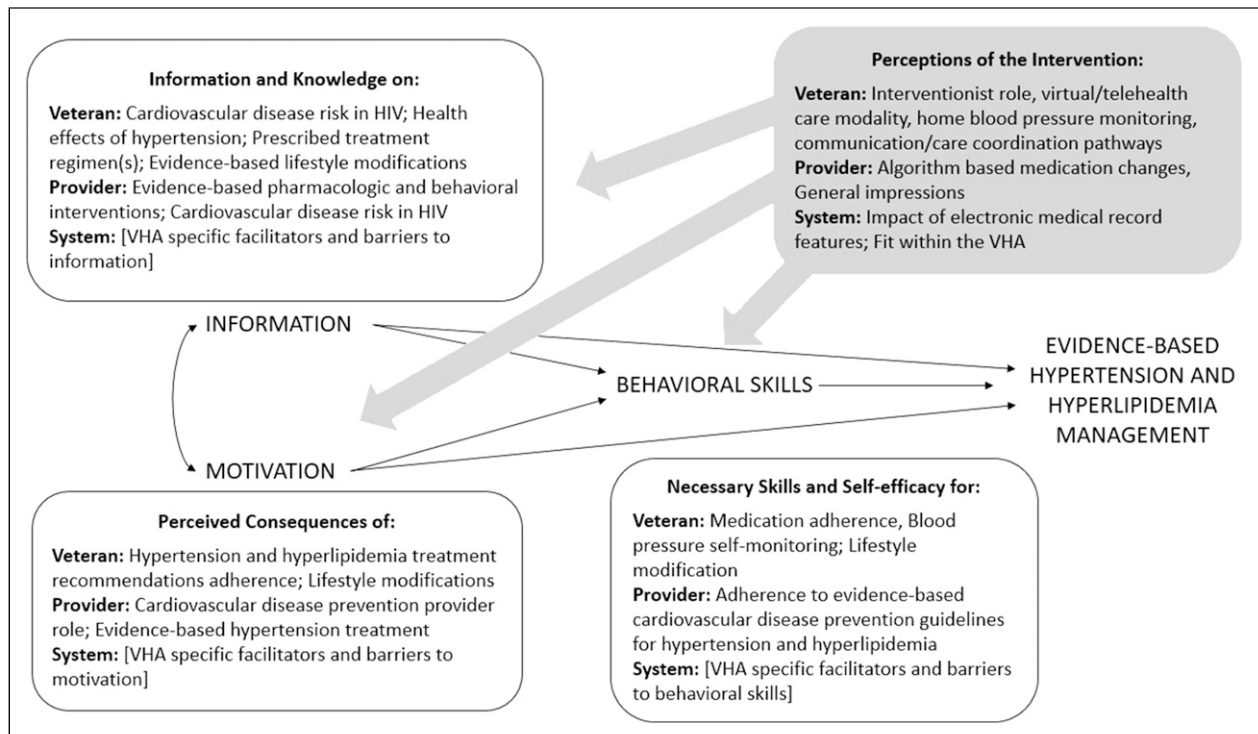 Information and Knowledge on:
Veteran: Cardiovascular disease risk in HIV; Health
effects of hypertension; Prescribed treatment
regimen(s); Evidence-based lifestyle modifications
Provider: Evidence-based pharmacologic and behavioral
interventions; Cardiovascular disease risk in HIV
System: [VHA specific facilitators and barriers to
information]
Perceptions of the Intervention:
Veteran: Interventionist role, virtual/telehealth
care modality, home blood pressure monitoring,
communication/care coordination pathways
Provider: Algorithm based medication changes,
General impressions
System: Impact of electronic medical record
features; Fit within the VHA
INFORMATION
BEHAVIORAL SKILLS
EVIDENCE-BASED
HYPERTENSION AND
HYPERLIPIDEMIA
MANAGEMENT
MOTIVATION
Perceived Consequences of:
Veteran: Hypertension and hyperlipidemia treatment
recommendations adherence; Lifestyle modifications
Provider: Cardiovascular disease prevention provider
role; Evidence-based hypertension treatment
System: [VHA specific facilitators and barriers to
motivation]
Necessary Skills and Self-efficacy for:
Veteran: Medication adherence, Blood
pressure self-monitoring; Lifestyle
modification
Provider: Adherence to evidence-based
cardiovascular disease prevention guidelines
for hypertension and hyperlipidemia
System: [VHA specific facilitators and barriers
to behavioral skills]